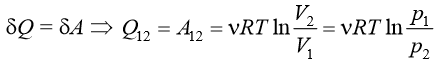 δQ = δA ⇒ Q₁₂ = A₁₂ = νRT ln V₂/V₁ = νRT ln p₁/p₂